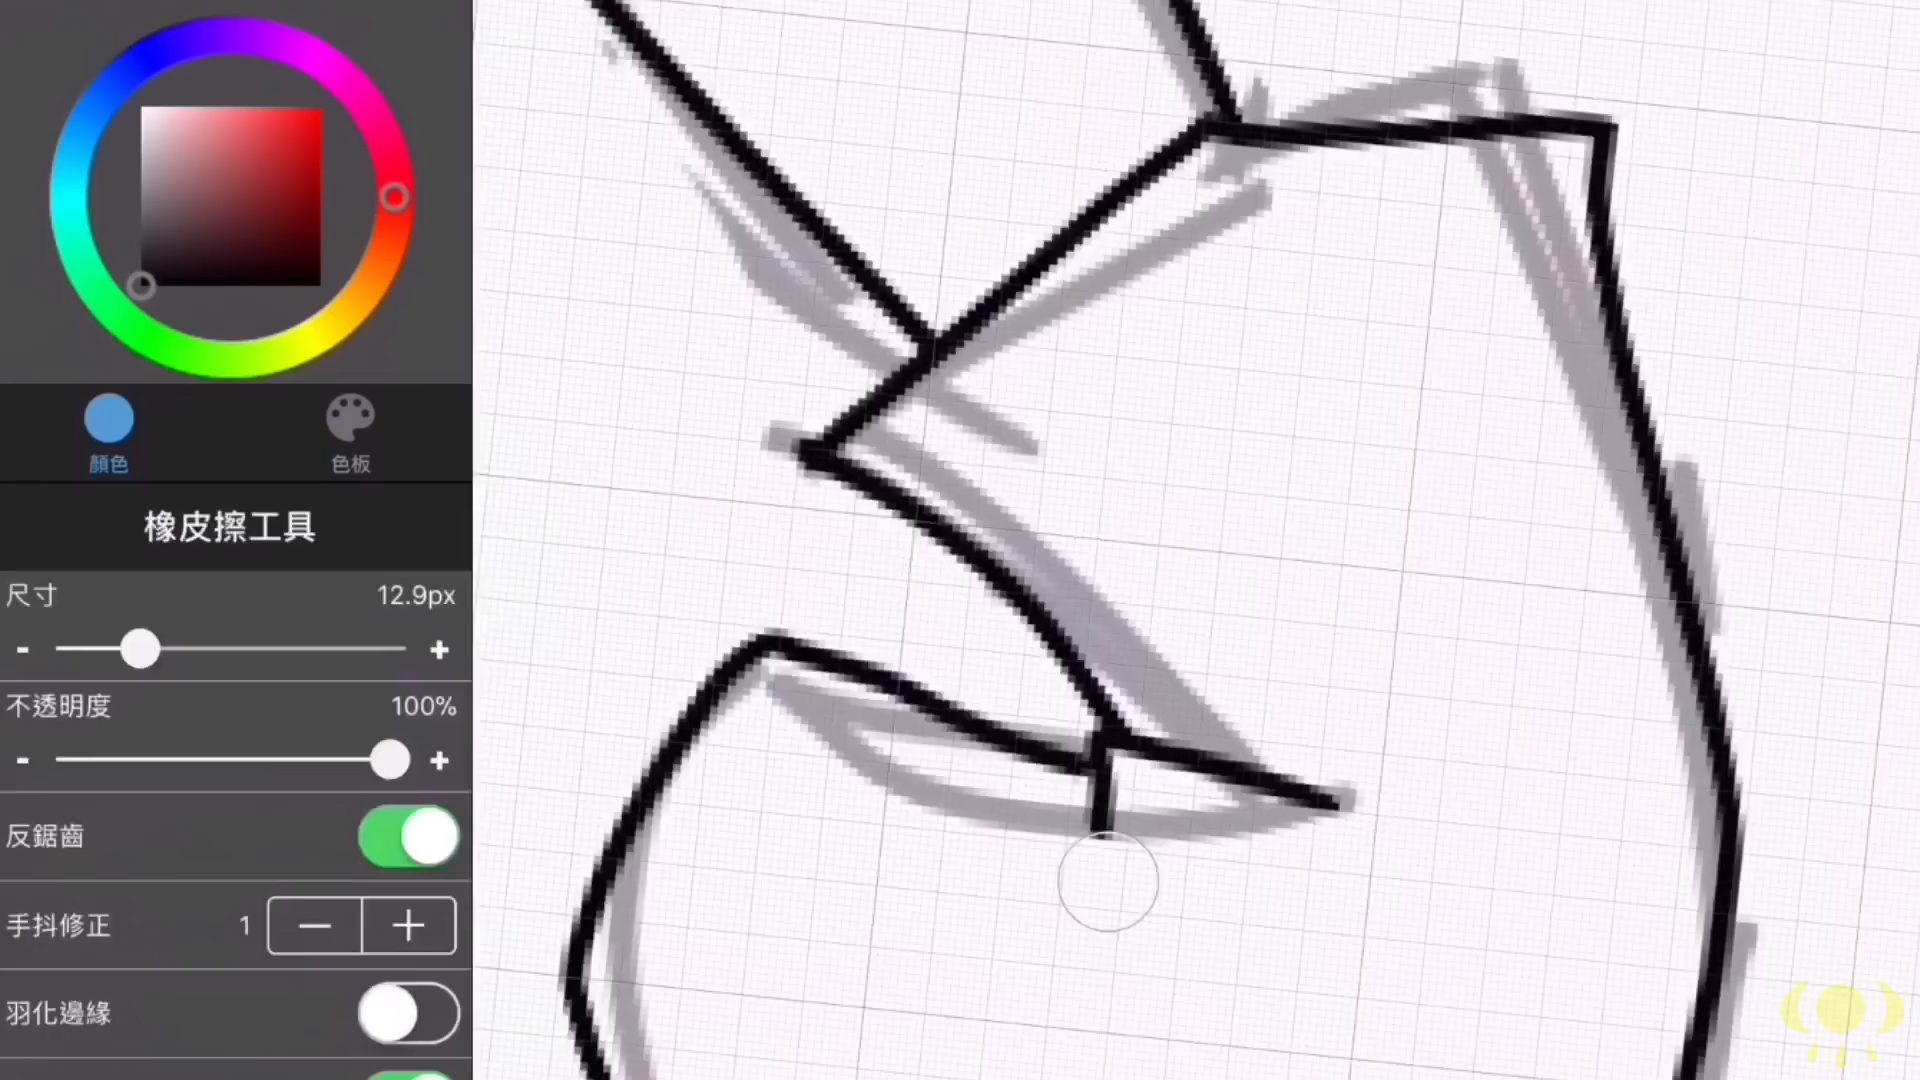 顏色
色板
橡皮擦工具
尺寸 12.9px
- +
不透明度 100%
- +
反鋸齒
手抖修正 1 — +
羽化邊緣